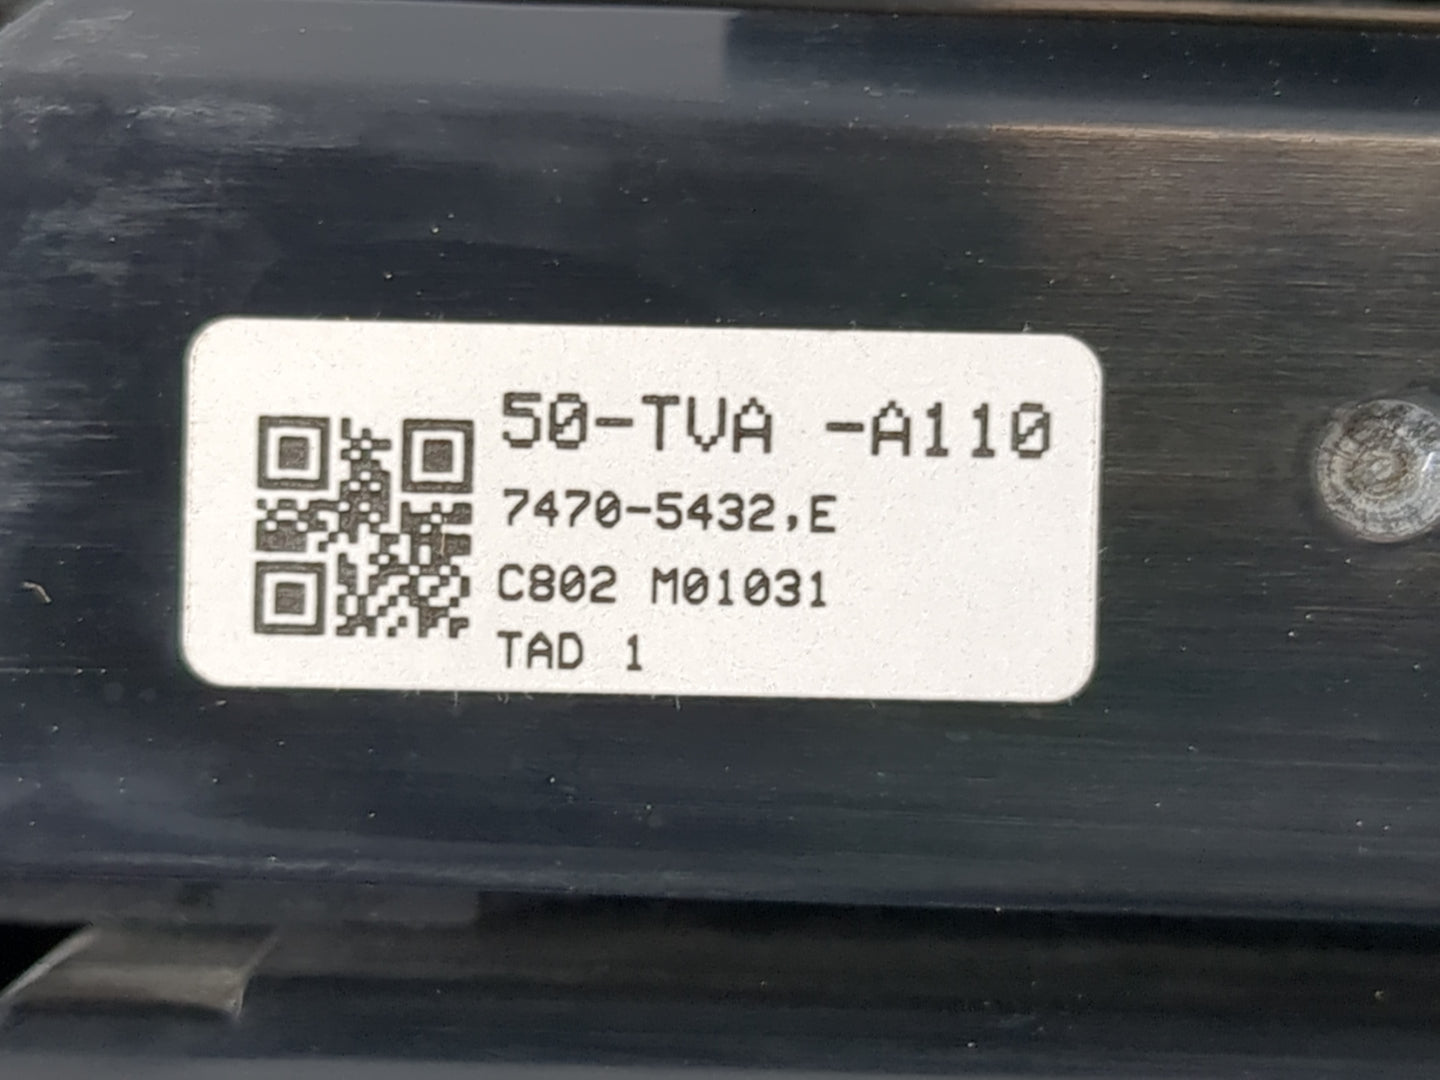 50-TVA -A110
7470-5432,E
C802 M01031
TAD 1